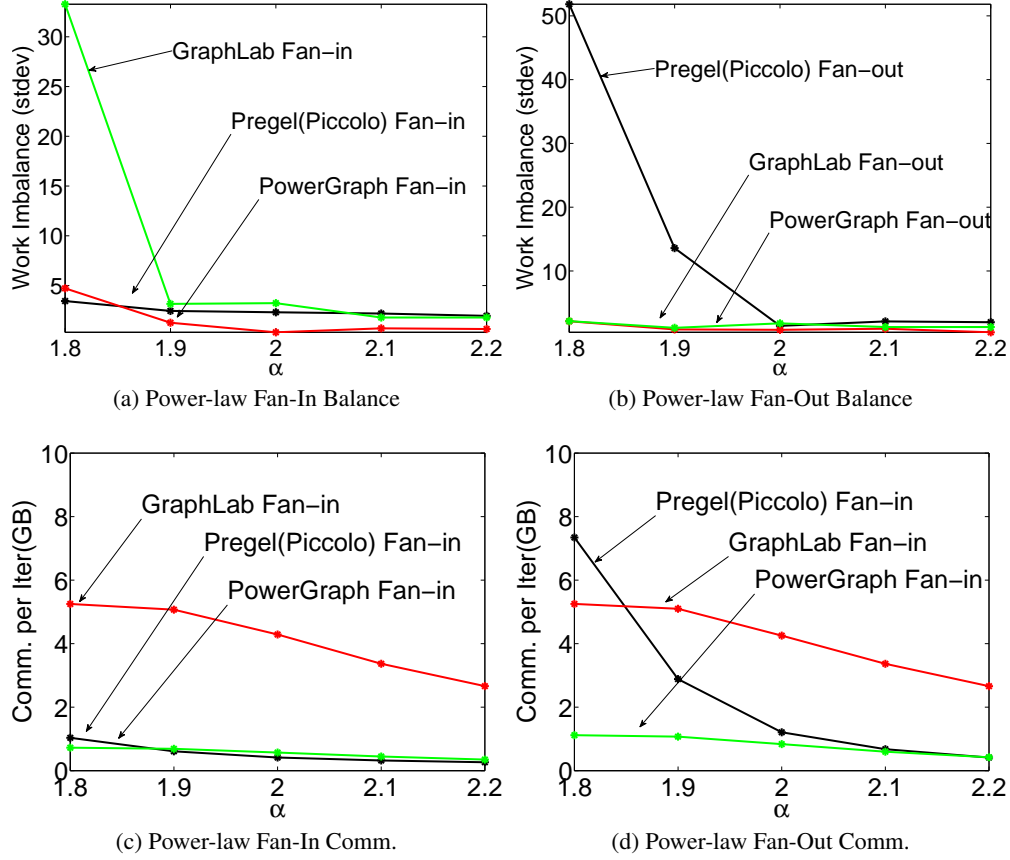 Work Imbalance (stdev)
30
25
20
15
10
5
1.8
1.9
2
2.1
2.2
α
GraphLab Fan−in
Pregel(Piccolo) Fan−in
PowerGraph Fan−in
(a) Power-law Fan-In Balance
Work Imbalance (stdev)
50
40
30
20
10
1.8
1.9
2
2.1
2.2
α
Pregel(Piccolo) Fan−out
GraphLab Fan−out
PowerGraph Fan−out
(b) Power-law Fan-Out Balance
Comm. per Iter(GB)
10
8
6
4
2
0
1.8
1.9
2
2.1
2.2
α
GraphLab Fan−in
Pregel(Piccolo) Fan−in
PowerGraph Fan−in
(c) Power-law Fan-In Comm.
Comm. per Iter(GB)
10
8
6
4
2
0
1.8
1.9
2
2.1
2.2
α
Pregel(Piccolo) Fan−in
GraphLab Fan−in
PowerGraph Fan−in
(d) Power-law Fan-Out Comm.